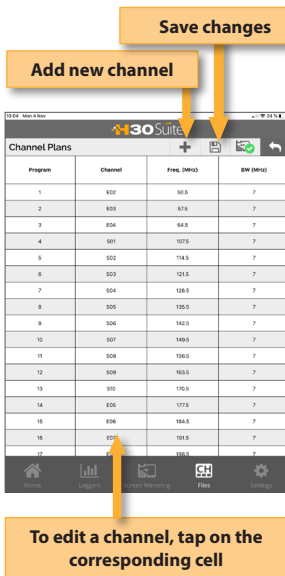 Save changes
Add new channel
10:04 Mon 4 Nov 24 %
H30Suite
Channel Plans
Program Channel Freq. (MHz) BW (MHz)
1 E02 50.5 7
2 E03 57.5 7
3 E04 64.5 7
4 S01 107.5 7
5 S02 114.5 7
6 S03 121.5 7
7 S04 128.5 7
8 S05 135.5 7
9 S06 142.5 7
10 S07 149.5 7
11 S08 156.5 7
12 S09 163.5 7
13 S10 170.5 7
14 E05 177.5 7
15 E06 184.5 7
16 E07 191.5 7
17 198.5 7
CH
Home Loggers Screen Mirroring Files Settings
To edit a channel, tap on the
corresponding cell